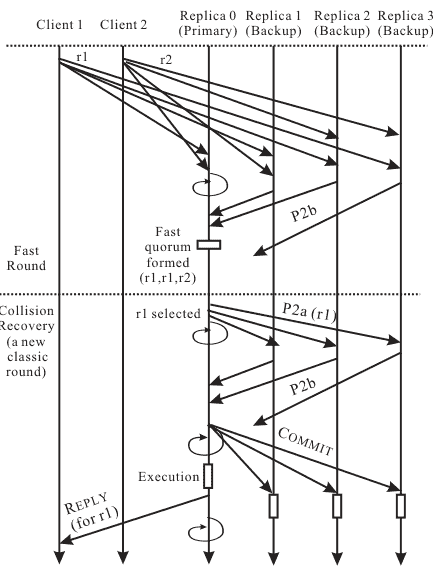 Client 1
Client 2
Replica 0
(Primary)
Replica 1
(Backup)
Replica 2
(Backup)
Replica 3
(Backup)
r1
r2
P2b
Fast
Round
Fast
quorum
formed
(r1,r1,r2)
Collision
Recovery
(a new
classic
round)
r1 selected
P2a (r1)
P2b
COMMIT
Execution
REPLY
(for r1)